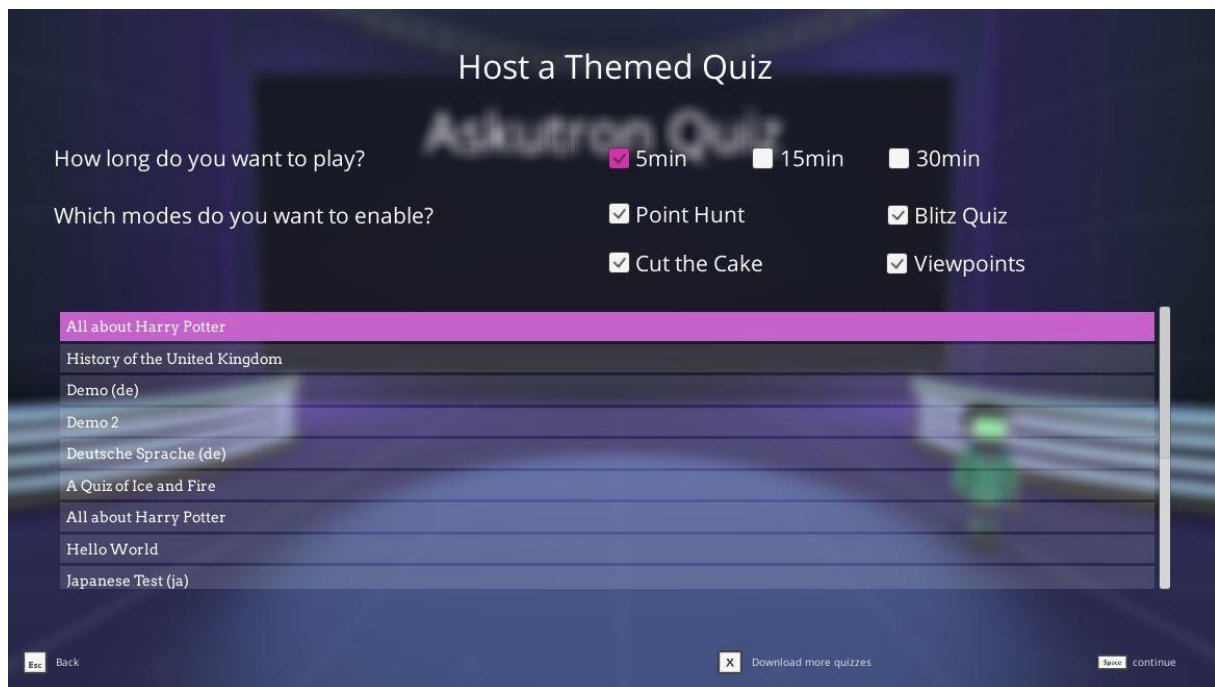 Host a Themed Quiz
Askutron Quiz
How long do you want to play? 5min 15min 30min
Which modes do you want to enable? Point Hunt Blitz Quiz
Cut the Cake Viewpoints
All about Harry Potter
History of the United Kingdom
Demo (de)
Demo 2
Deutsche Sprache (de)
A Quiz of Ice and Fire
All about Harry Potter
Hello World
Japanese Test (ja)
Esc Back X Download more quizzes Space continue